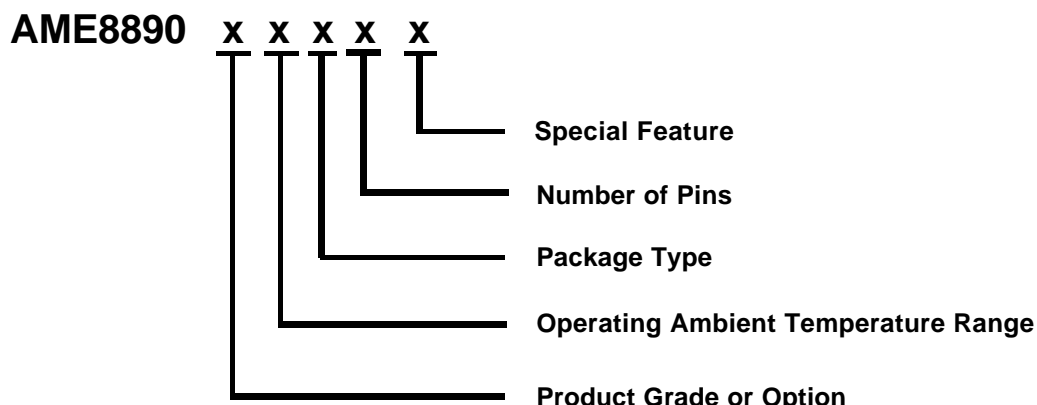 AME8890 x x x x x
Special Feature
Number of Pins
Package Type
Operating Ambient Temperature Range
Product Grade or Option